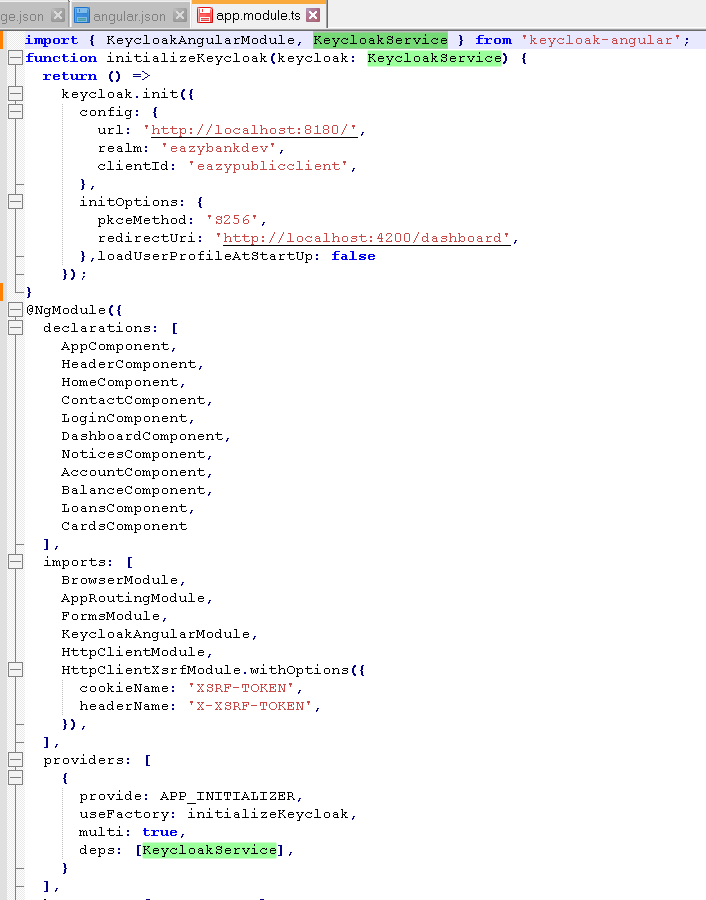 ge.json angular.json app.module.ts
import { KeycloakAngularModule, KeycloakService } from 'keycloak-angular';
function initializeKeycloak(keycloak: KeycloakService) {
  return () =>
    keycloak.init({
      config: {
        url: 'http://localhost:8180/',
        realm: 'eazybankdev',
        clientId: 'eazypublicclient',
      },
      initOptions: {
        pkceMethod: 'S256',
        redirectUri: 'http://localhost:4200/dashboard',
      },loadUserProfileAtStartUp: false
    });
}
@NgModule({
  declarations: [
    AppComponent,
    HeaderComponent,
    HomeComponent,
    ContactComponent,
    LoginComponent,
    DashboardComponent,
    NoticesComponent,
    AccountComponent,
    BalanceComponent,
    LoansComponent,
    CardsComponent
  ],
  imports: [
    BrowserModule,
    AppRoutingModule,
    FormsModule,
    KeycloakAngularModule,
    HttpClientModule,
    HttpClientXsrfModule.withOptions({
      cookieName: 'XSRF-TOKEN',
      headerName: 'X-XSRF-TOKEN',
    }),
  ],
  providers: [
    {
      provide: APP_INITIALIZER,
      useFactory: initializeKeycloak,
      multi: true,
      deps: [KeycloakService],
    }
  ],